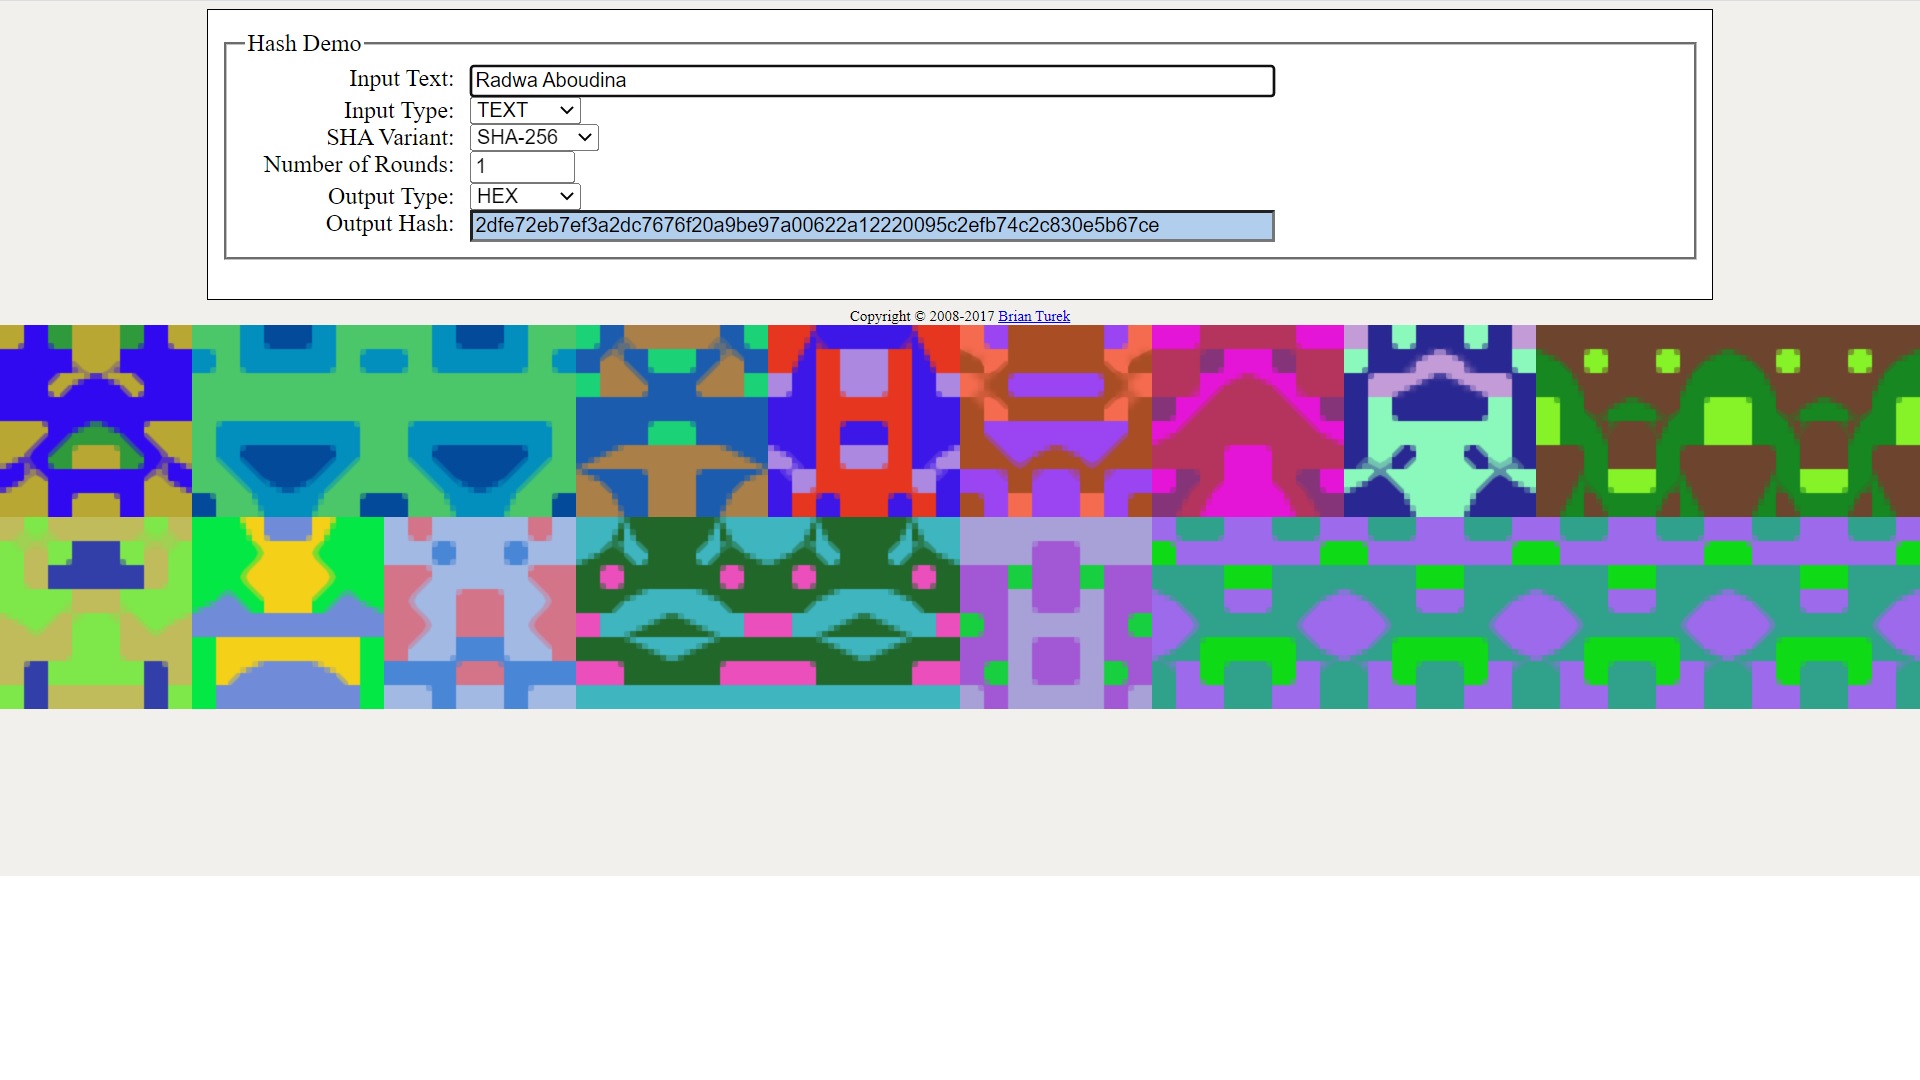 Hash Demo
Input Text: Radwa Aboudina
Input Type: TEXT
SHA Variant: SHA-256
Number of Rounds: 1
Output Type: HEX
Output Hash: 2dfe72eb7ef3a2dc7676f20a9be97a00622a12220095c2efb74c2c830e5b67ce
Copyright © 2008-2017 Brian Turek